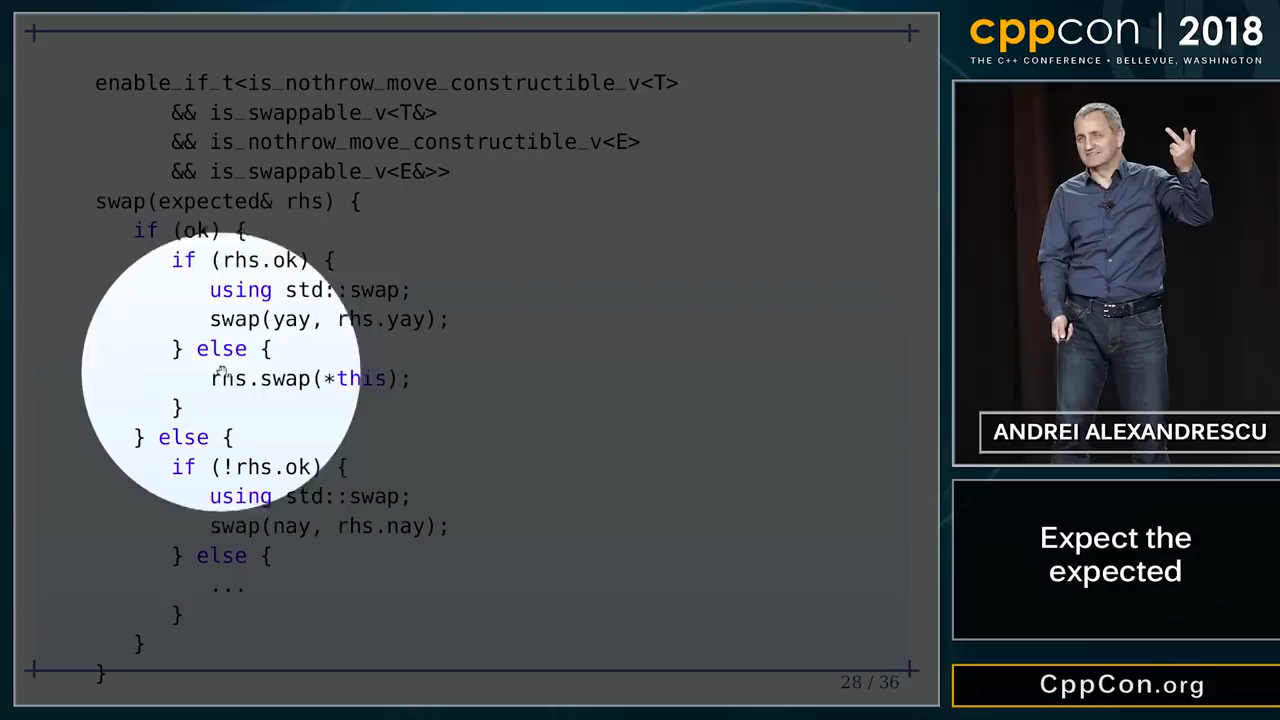 enable_if_t<is_nothrow_move_constructible_v<T>
&& is_swappable_v<T&>
&& is_nothrow_move_constructible_v<E>
&& is_swappable_v<E&>>
swap(expected& rhs) {
if (ok) {
if (rhs.ok) {
using std::swap;
swap(yay, rhs.yay);
} else {
rhs.swap(*this);
}
} else {
if (!rhs.ok) {
using std::swap;
swap(nay, rhs.nay);
} else {
...
}
}
}
28 / 36
cppcon | 2018
THE C++ CONFERENCE • BELLEVUE, WASHINGTON
ANDREI ALEXANDRESCU
Expect the
expected
CppCon.org